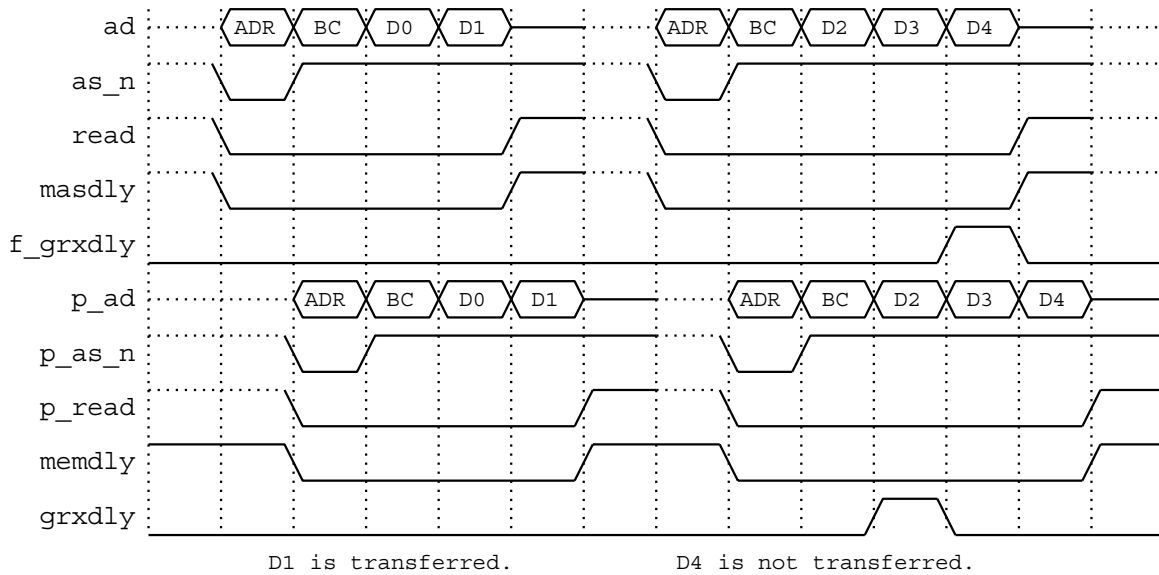 ad ADR BC D0 D1 ADR BC D2 D3 D4
as_n
read
masdly
f_grxdly
p_ad ADR BC D0 D1 ADR BC D2 D3 D4
p_as_n
p_read
memdly
grxdly
D1 is transferred. D4 is not transferred.